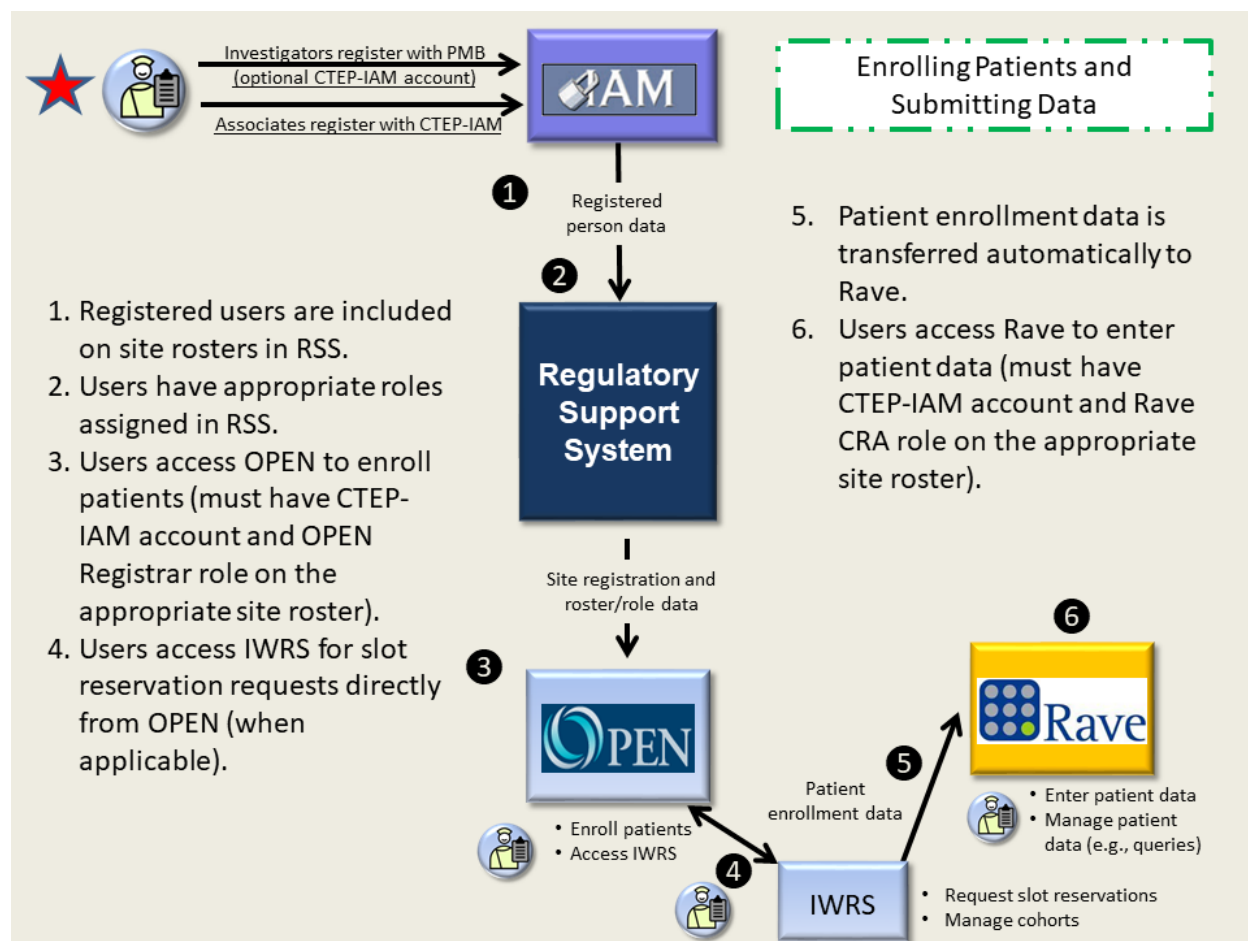 Investigators register with PMB
(optional CTEP-IAM account)
Associates register with CTEP-IAM
IAM
Enrolling Patients and
Submitting Data
1
Registered
person data
2
Regulatory
Support
System
1. Registered users are included
on site rosters in RSS.
2. Users have appropriate roles
assigned in RSS.
3. Users access OPEN to enroll
patients (must have CTEP-
IAM account and OPEN
Registrar role on the
appropriate site roster).
4. Users access IWRS for slot
reservation requests directly
from OPEN (when
applicable).
5. Patient enrollment data is
transferred automatically to
Rave.
6. Users access Rave to enter
patient data (must have
CTEP-IAM account and Rave
CRA role on the appropriate
site roster).
Site registration and
roster/role data
3
OPEN
• Enroll patients
• Access IWRS
4
IWRS
• Request slot reservations
• Manage cohorts
5
Patient
enrollment data
6
Rave
• Enter patient data
• Manage patient
data (e.g., queries)